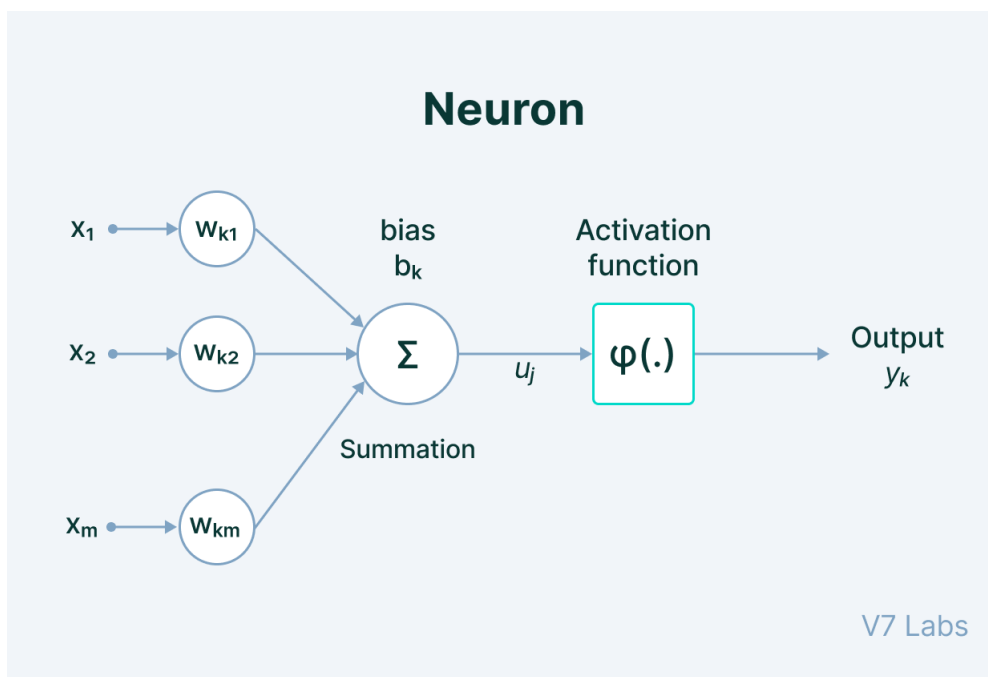 Neuron
x₁
wₖ₁
bias
bₖ
Activation
function
x₂
wₖ₂
Σ
uⱼ
φ(.)
Output
yₖ
Summation
xₘ
wₖₘ
V7 Labs